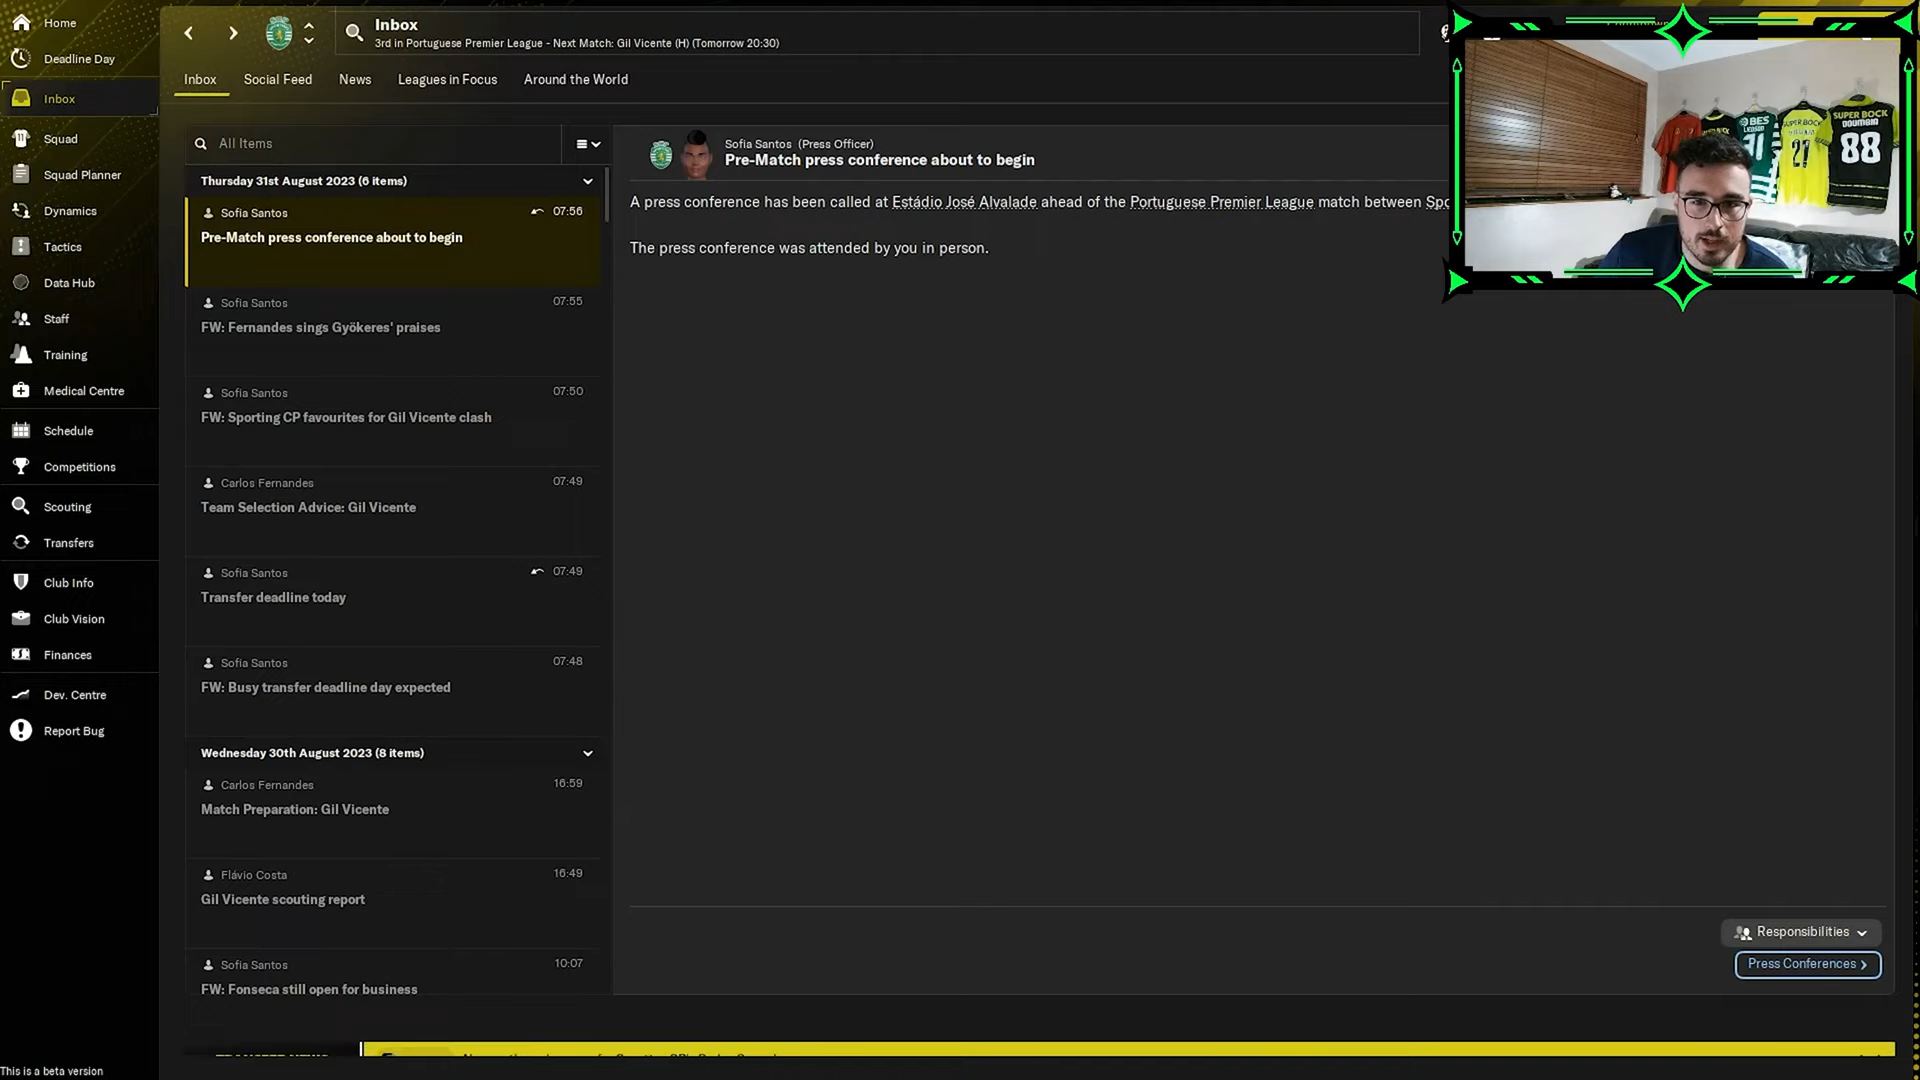 Home
Deadline Day
Inbox
Squad
Squad Planner
Dynamics
Tactics
Data Hub
Staff
Training
Medical Centre
Schedule
Competitions
Scouting
Transfers
Club Info
Club Vision
Finances
Dev. Centre
Report Bug
This is a beta version
Inbox
3rd in Portuguese Premier League - Next Match: Gil Vicente (H) (Tomorrow 20:30)
Inbox Social Feed News Leagues in Focus Around the World
All Items
Thursday 31st August 2023 (6 items)
Sofia Santos 07:56
Pre-Match press conference about to begin
Sofia Santos 07:55
FW: Fernandes sings Gyökeres' praises
Sofia Santos 07:50
FW: Sporting CP favourites for Gil Vicente clash
Carlos Fernandes 07:49
Team Selection Advice: Gil Vicente
Sofia Santos 07:49
Transfer deadline today
Sofia Santos 07:48
FW: Busy transfer deadline day expected
Wednesday 30th August 2023 (8 items)
Carlos Fernandes 16:59
Match Preparation: Gil Vicente
Flávio Costa 16:49
Gil Vicente scouting report
Sofia Santos 10:07
FW: Fonseca still open for business
Sofia Santos (Press Officer)
Pre-Match press conference about to begin
A press conference has been called at Estádio José Alvalade ahead of the Portuguese Premier League match between Spo
The press conference was attended by you in person.
Responsibilities
Press Conferences
BES
31
SUPER BOCK
27
SUPER BOCK
DOUMBIA
88